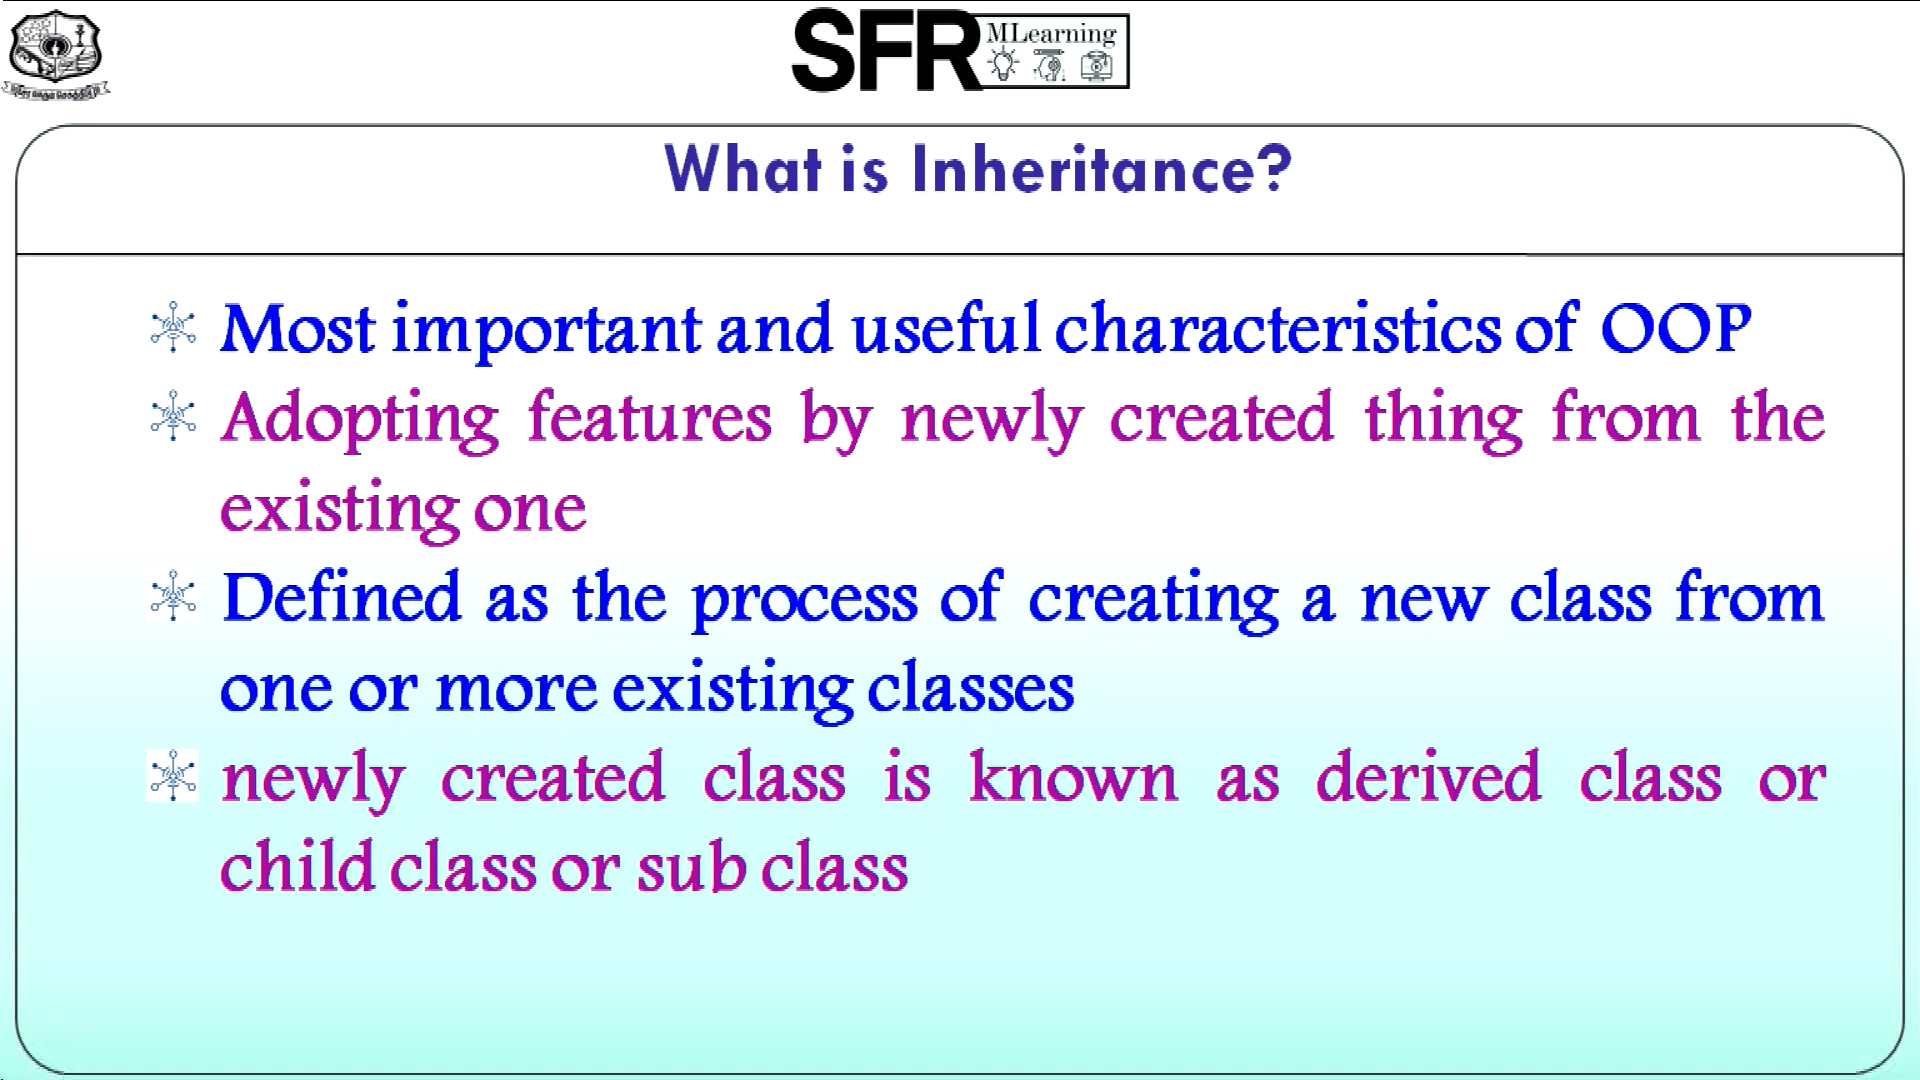 SFR MLearning
What is Inheritance?
Most important and useful characteristics of OOP
Adopting features by newly created thing from the
existing one
Defined as the process of creating a new class from
one or more existing classes
newly created class is known as derived class or
child class or sub class